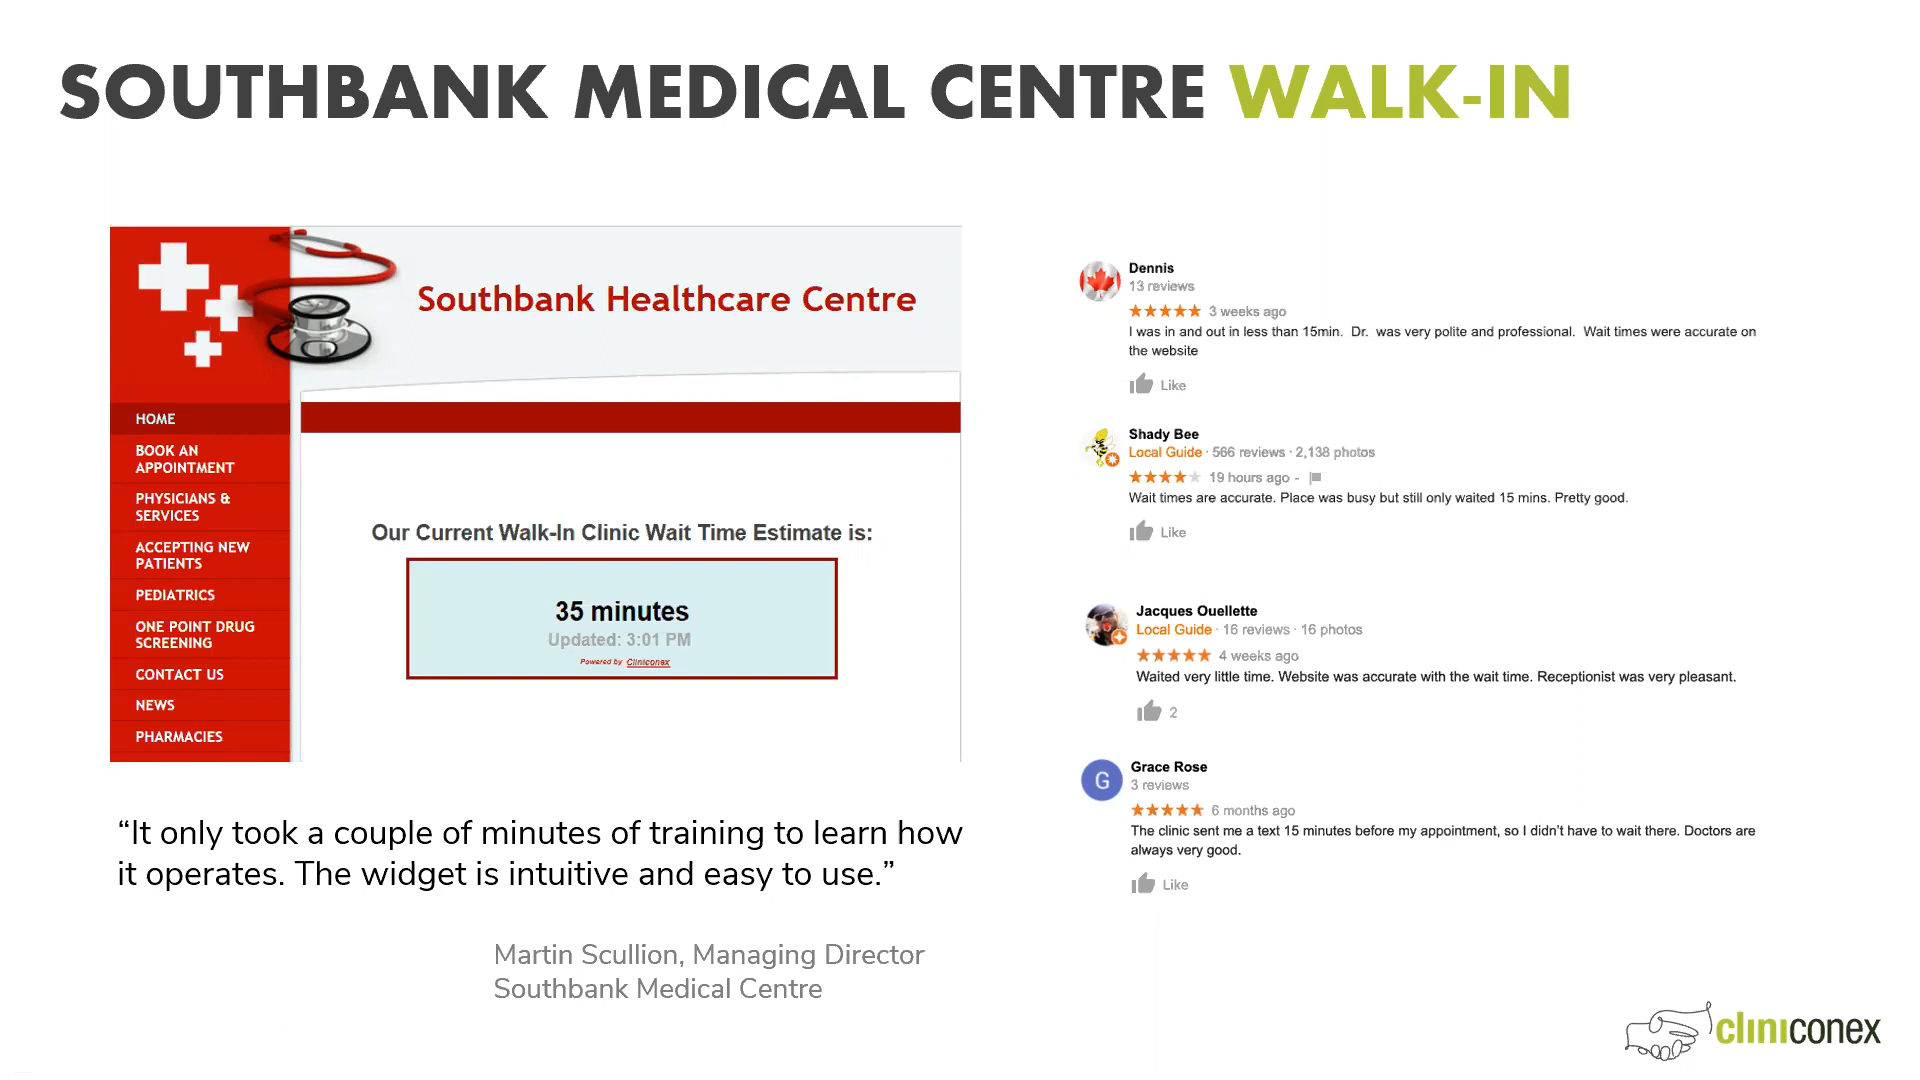 SOUTHBANK MEDICAL CENTRE WALK-IN
Southbank Healthcare Centre
HOME
BOOK AN
APPOINTMENT
PHYSICIANS &
SERVICES
ACCEPTING NEW
PATIENTS
PEDIATRICS
ONE POINT DRUG
SCREENING
CONTACT US
NEWS
PHARMACIES
Our Current Walk-In Clinic Wait Time Estimate is:
35 minutes
Updated: 3:01 PM
Powered by Cliniconex
“It only took a couple of minutes of training to learn how
it operates. The widget is intuitive and easy to use.”
Martin Scullion, Managing Director
Southbank Medical Centre
Dennis
13 reviews
3 weeks ago
I was in and out in less than 15min. Dr. was very polite and professional. Wait times were accurate on
the website
Like
Shady Bee
Local Guide · 566 reviews · 2,138 photos
19 hours ago -
Wait times are accurate. Place was busy but still only waited 15 mins. Pretty good.
Like
Jacques Ouellette
Local Guide · 16 reviews · 16 photos
4 weeks ago
Waited very little time. Website was accurate with the wait time. Receptionist was very pleasant.
2
G
Grace Rose
3 reviews
6 months ago
The clinic sent me a text 15 minutes before my appointment, so I didn’t have to wait there. Doctors are
always very good.
Like
cliniconex